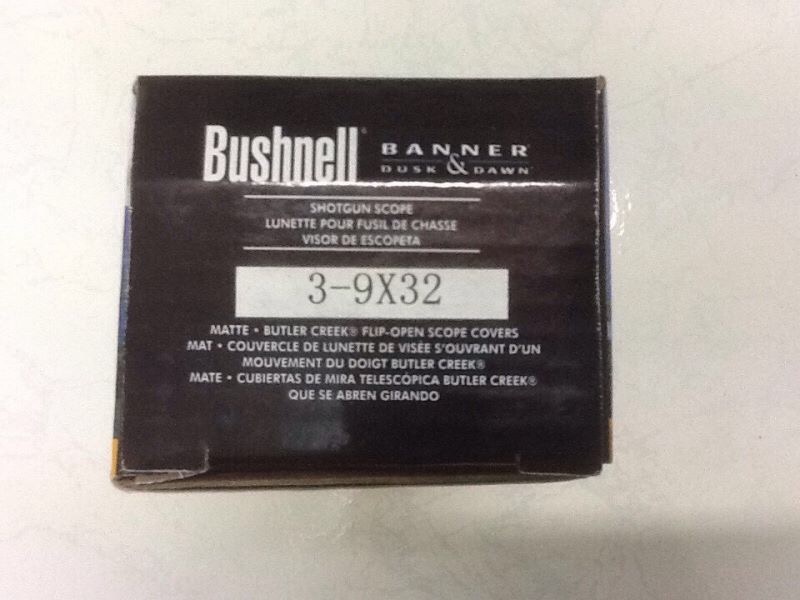 Bushnell® BANNER
DUSK & DAWN
SHOTGUN SCOPE
LUNETTE POUR FUSIL DE CHASSE
VISOR DE ESCOPETA
3-9X32
MATTE • BUTLER CREEK® FLIP-OPEN SCOPE COVERS
MAT • COUVERCLE DE LUNETTE DE VISÉE S'OUVRANT D'UN
MOUVEMENT DU DOIGT BUTLER CREEK®
MATE • CUBIERTAS DE MIRA TELESCÓPICA BUTLER CREEK®
QUE SE ABREN GIRANDO